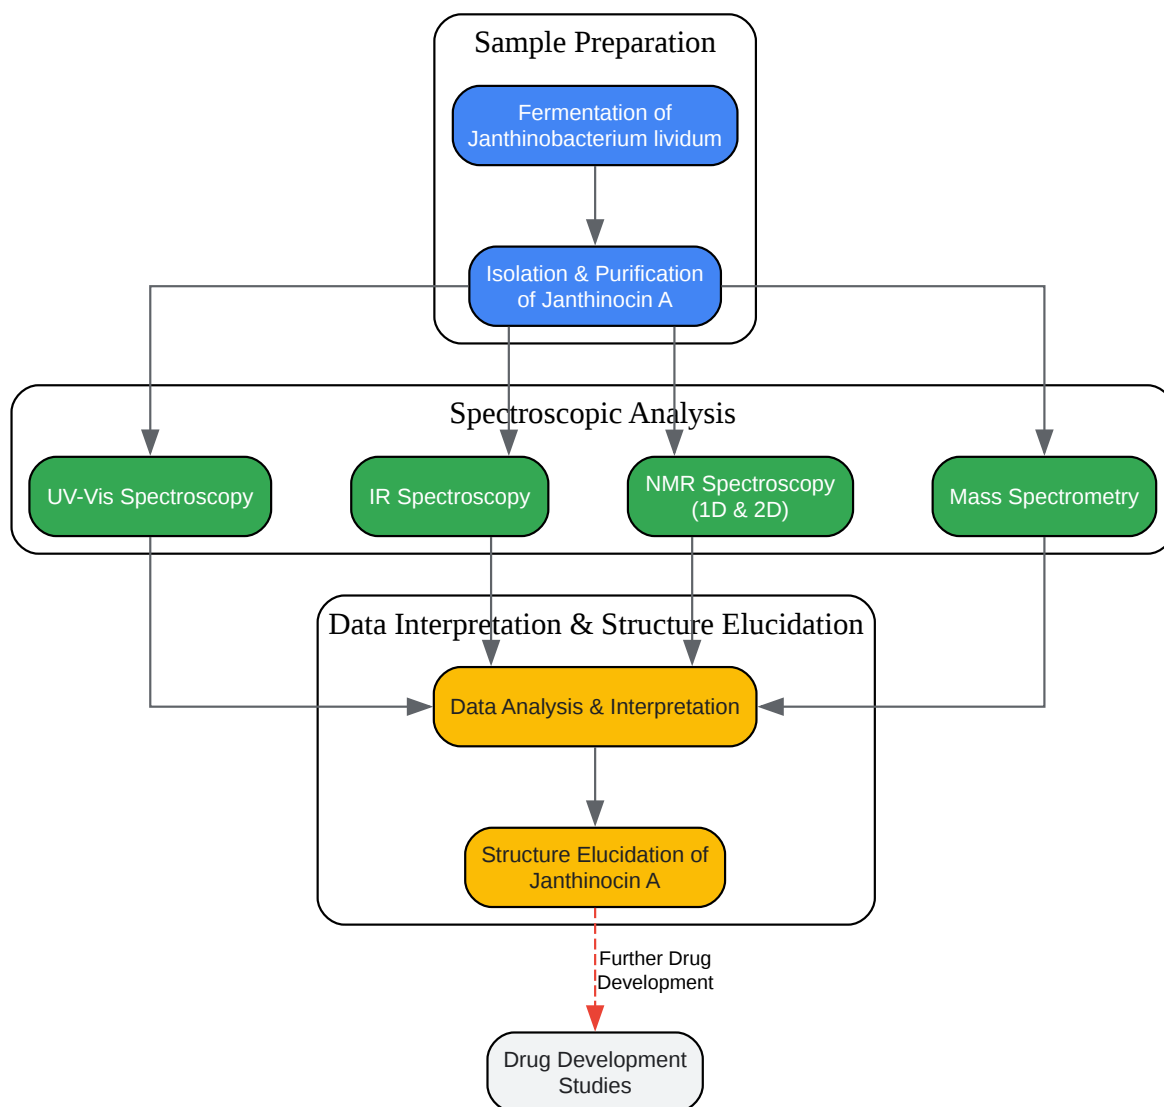 Sample Preparation
Fermentation of
Janthinobacterium lividum
Isolation & Purification
of Janthinocin A
Spectroscopic Analysis
UV-Vis Spectroscopy
IR Spectroscopy
NMR Spectroscopy
(1D & 2D)
Mass Spectrometry
Data Interpretation & Structure Elucidation
Data Analysis & Interpretation
Structure Elucidation of
Janthinocin A
Further Drug
Development
Drug Development
Studies